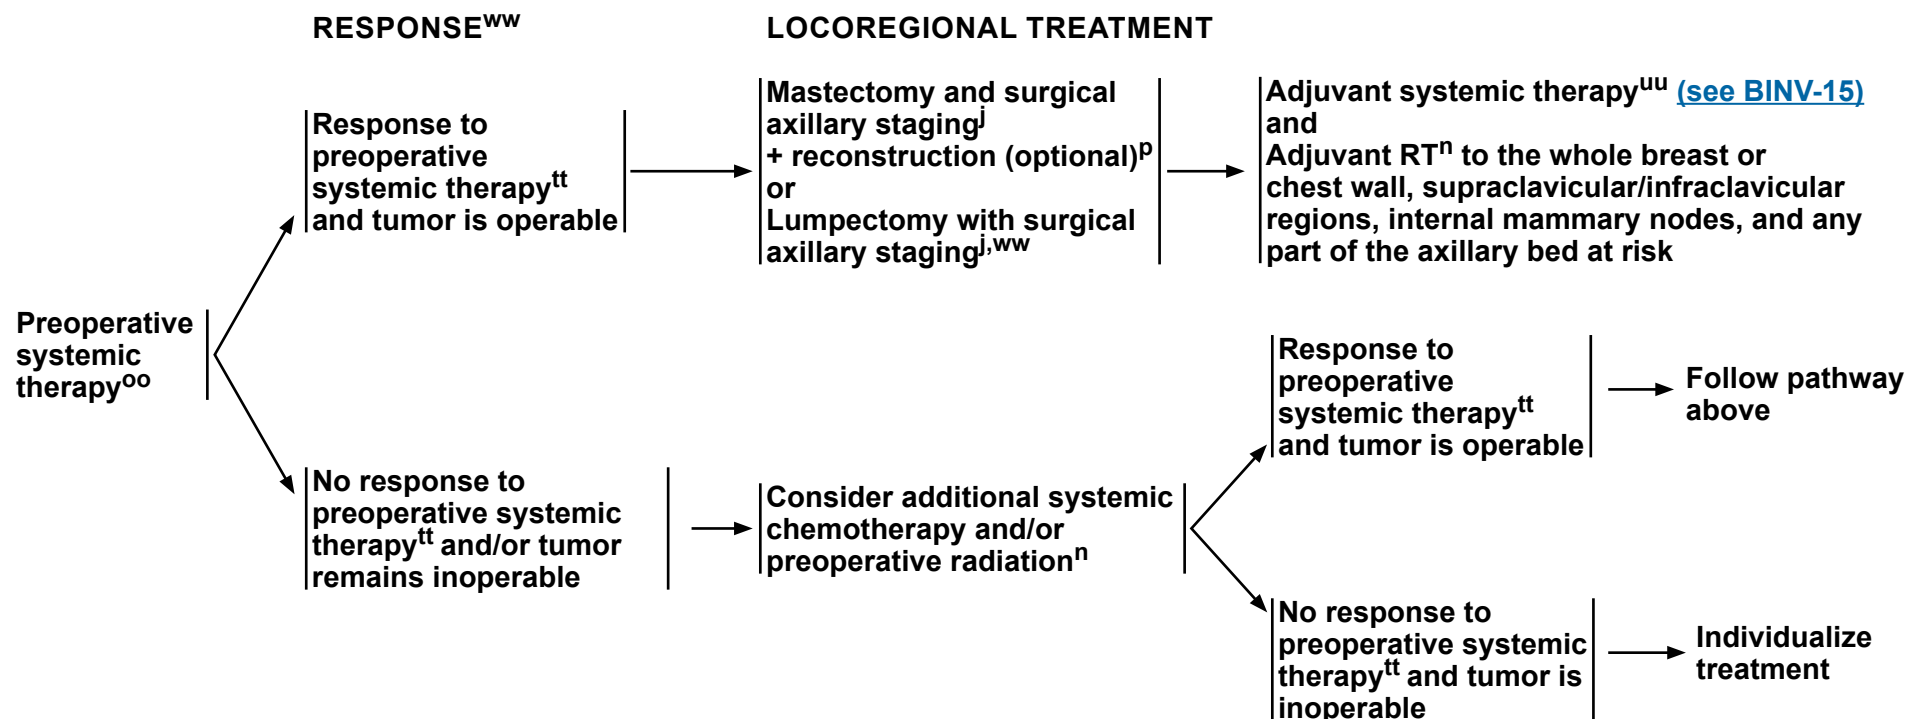 RESPONSEww
LOCOREGIONAL TREATMENT
Preoperative
systemic
therapyoo
Response to
preoperative
systemic therapytt
and tumor is operable
Mastectomy and surgical
axillary stagingj
+ reconstruction (optional)p
or
Lumpectomy with surgical
axillary stagingj,ww
Adjuvant systemic therapyuu (see BINV-15)
and
Adjuvant RTn to the whole breast or
chest wall, supraclavicular/infraclavicular
regions, internal mammary nodes, and any
part of the axillary bed at risk
No response to
preoperative systemic
therapytt and/or tumor
remains inoperable
Consider additional systemic
chemotherapy and/or
preoperative radiationn
Response to
preoperative
systemic therapytt
and tumor is operable
Follow pathway
above
No response to
preoperative systemic
therapytt and tumor is
inoperable
Individualize
treatment